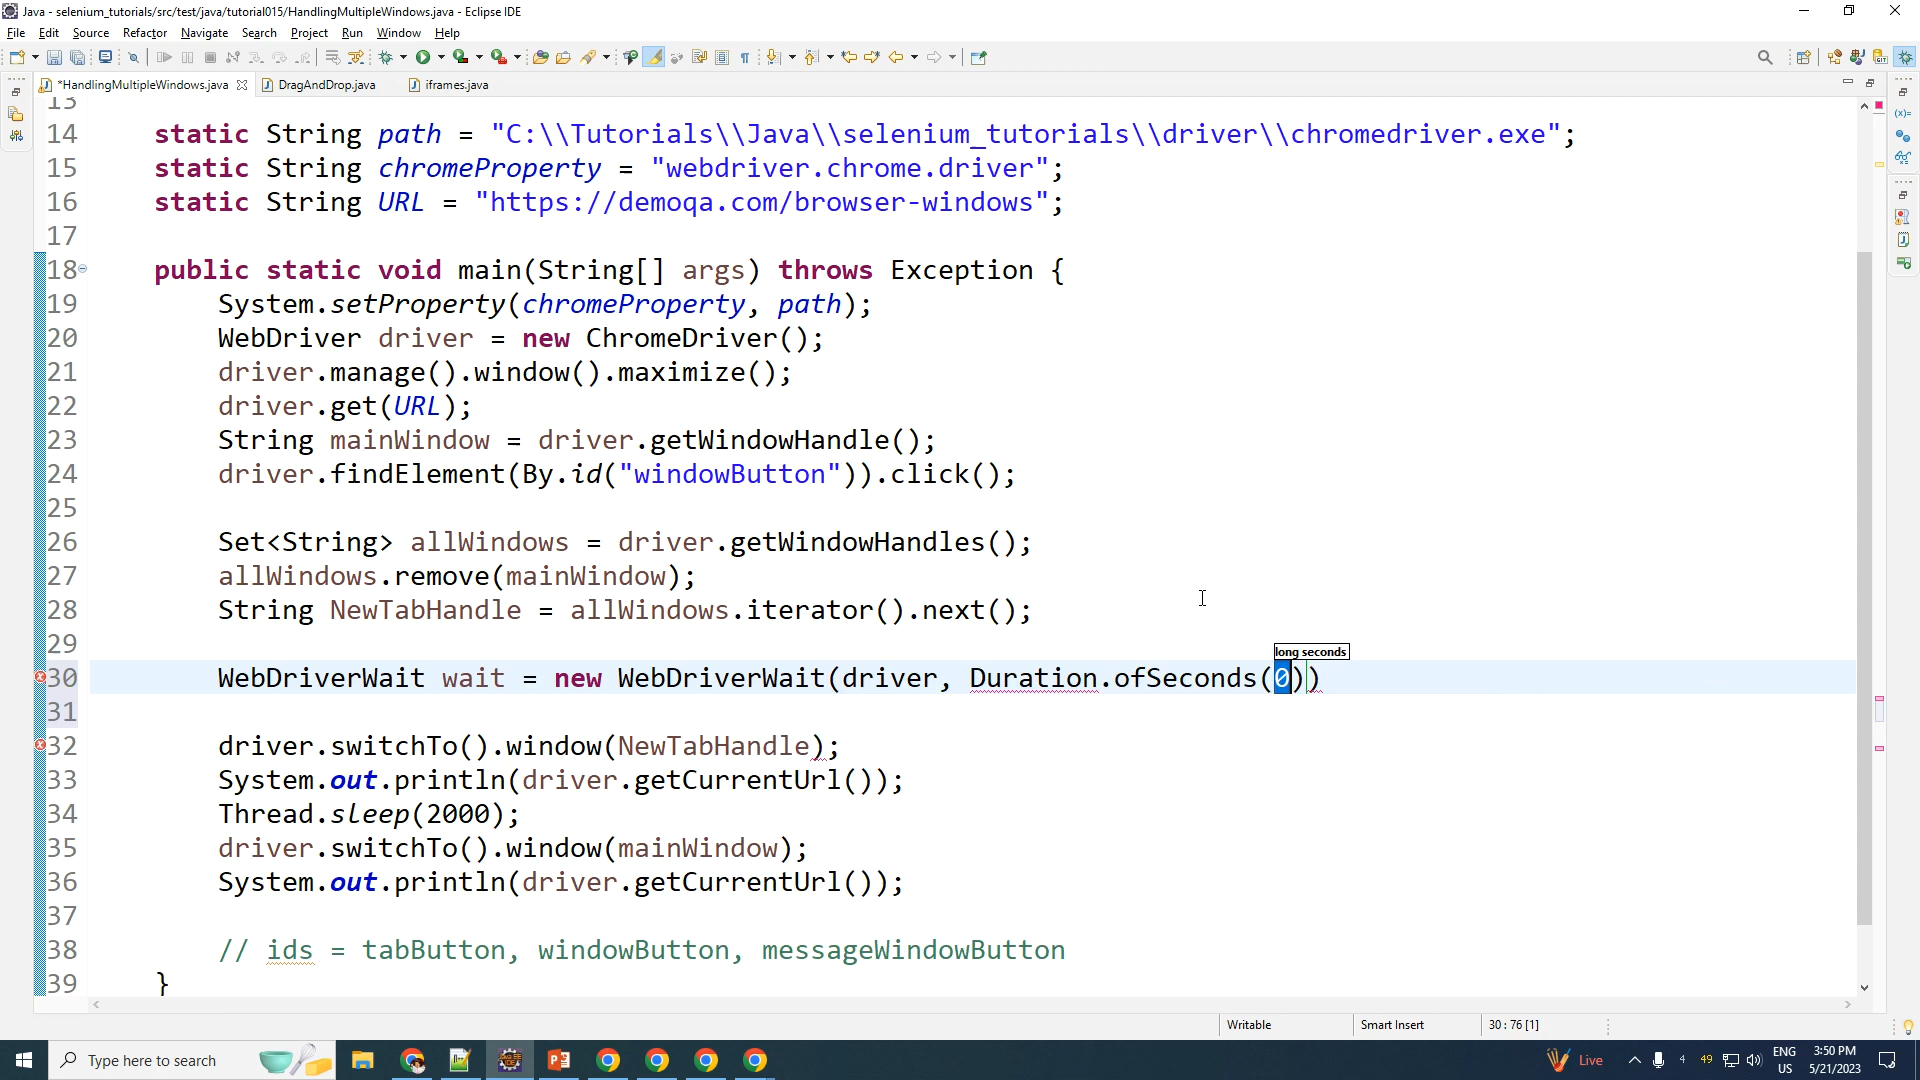 Java - selenium_tutorials/src/test/java/tutorial015/HandlingMultipleWindows.java - Eclipse IDE
File Edit Source Refactor Navigate Search Project Run Window Help
*HandlingMultipleWindows.java DragAndDrop.java iframes.java
13
14 static String path = "C:\\Tutorials\\Java\\selenium_tutorials\\driver\\chromedriver.exe";
15 static String chromeProperty = "webdriver.chrome.driver";
16 static String URL = "https://demoqa.com/browser-windows";
17
18 public static void main(String[] args) throws Exception {
19 System.setProperty(chromeProperty, path);
20 WebDriver driver = new ChromeDriver();
21 driver.manage().window().maximize();
22 driver.get(URL);
23 String mainWindow = driver.getWindowHandle();
24 driver.findElement(By.id("windowButton")).click();
25
26 Set<String> allWindows = driver.getWindowHandles();
27 allWindows.remove(mainWindow);
28 String NewTabHandle = allWindows.iterator().next();
29
long seconds
30 WebDriverWait wait = new WebDriverWait(driver, Duration.ofSeconds(0))
31
32 driver.switchTo().window(NewTabHandle);
33 System.out.println(driver.getCurrentUrl());
34 Thread.sleep(2000);
35 driver.switchTo().window(mainWindow);
36 System.out.println(driver.getCurrentUrl());
37
38 // ids = tabButton, windowButton, messageWindowButton
39 }
Writable Smart Insert 30 : 76 [1]
Type here to search Live 4 49 ENG US 3:50 PM 5/21/2023